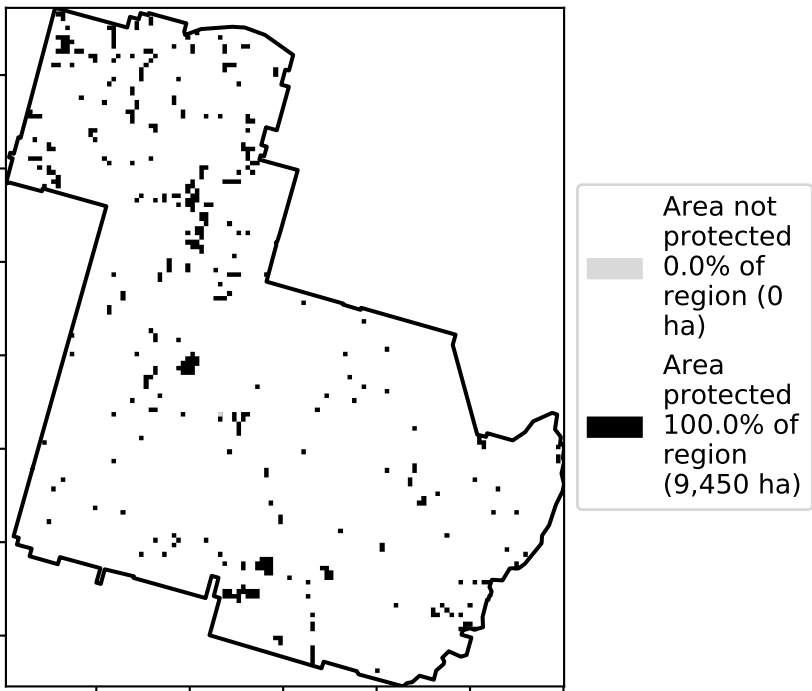 Area not
protected
0.0% of
region (0
ha)
Area
protected
100.0% of
region
(9,450 ha)